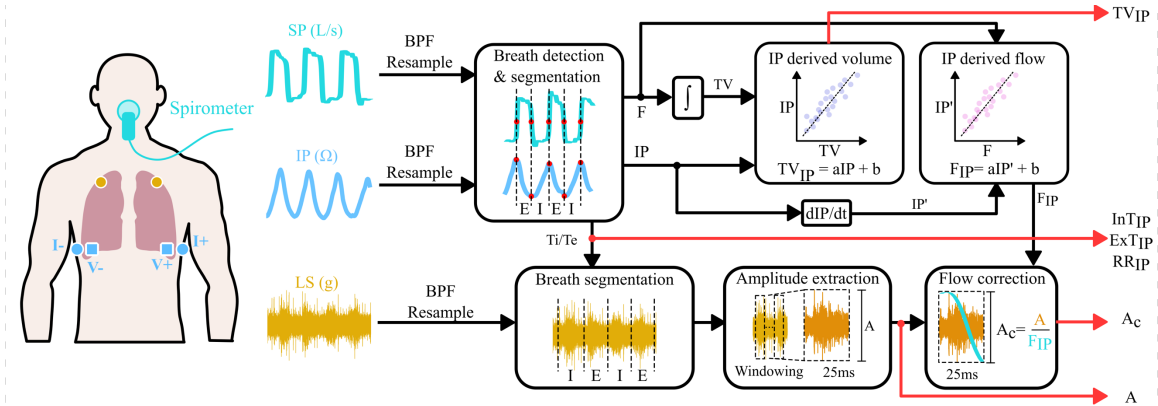 SP (L/s)
BPF
Resample
Spirometer
IP (Ω)
BPF
Resample
I-
V-
V+
I+
LS (g)
BPF
Resample
Breath detection
& segmentation
E I E I
F
∫
TV
IP
IP derived volume
IP
TV
TV_IP = aIP + b
IP derived flow
IP'
F
F_IP= aIP' + b
dIP/dt
IP'
F_IP
Ti/Te
Breath segmentation
I E I E
Amplitude extraction
A
Windowing
25ms
Flow correction
A_c= A
F_IP
25ms
TV_IP
InT_IP
ExT_IP
RR_IP
A_c
A